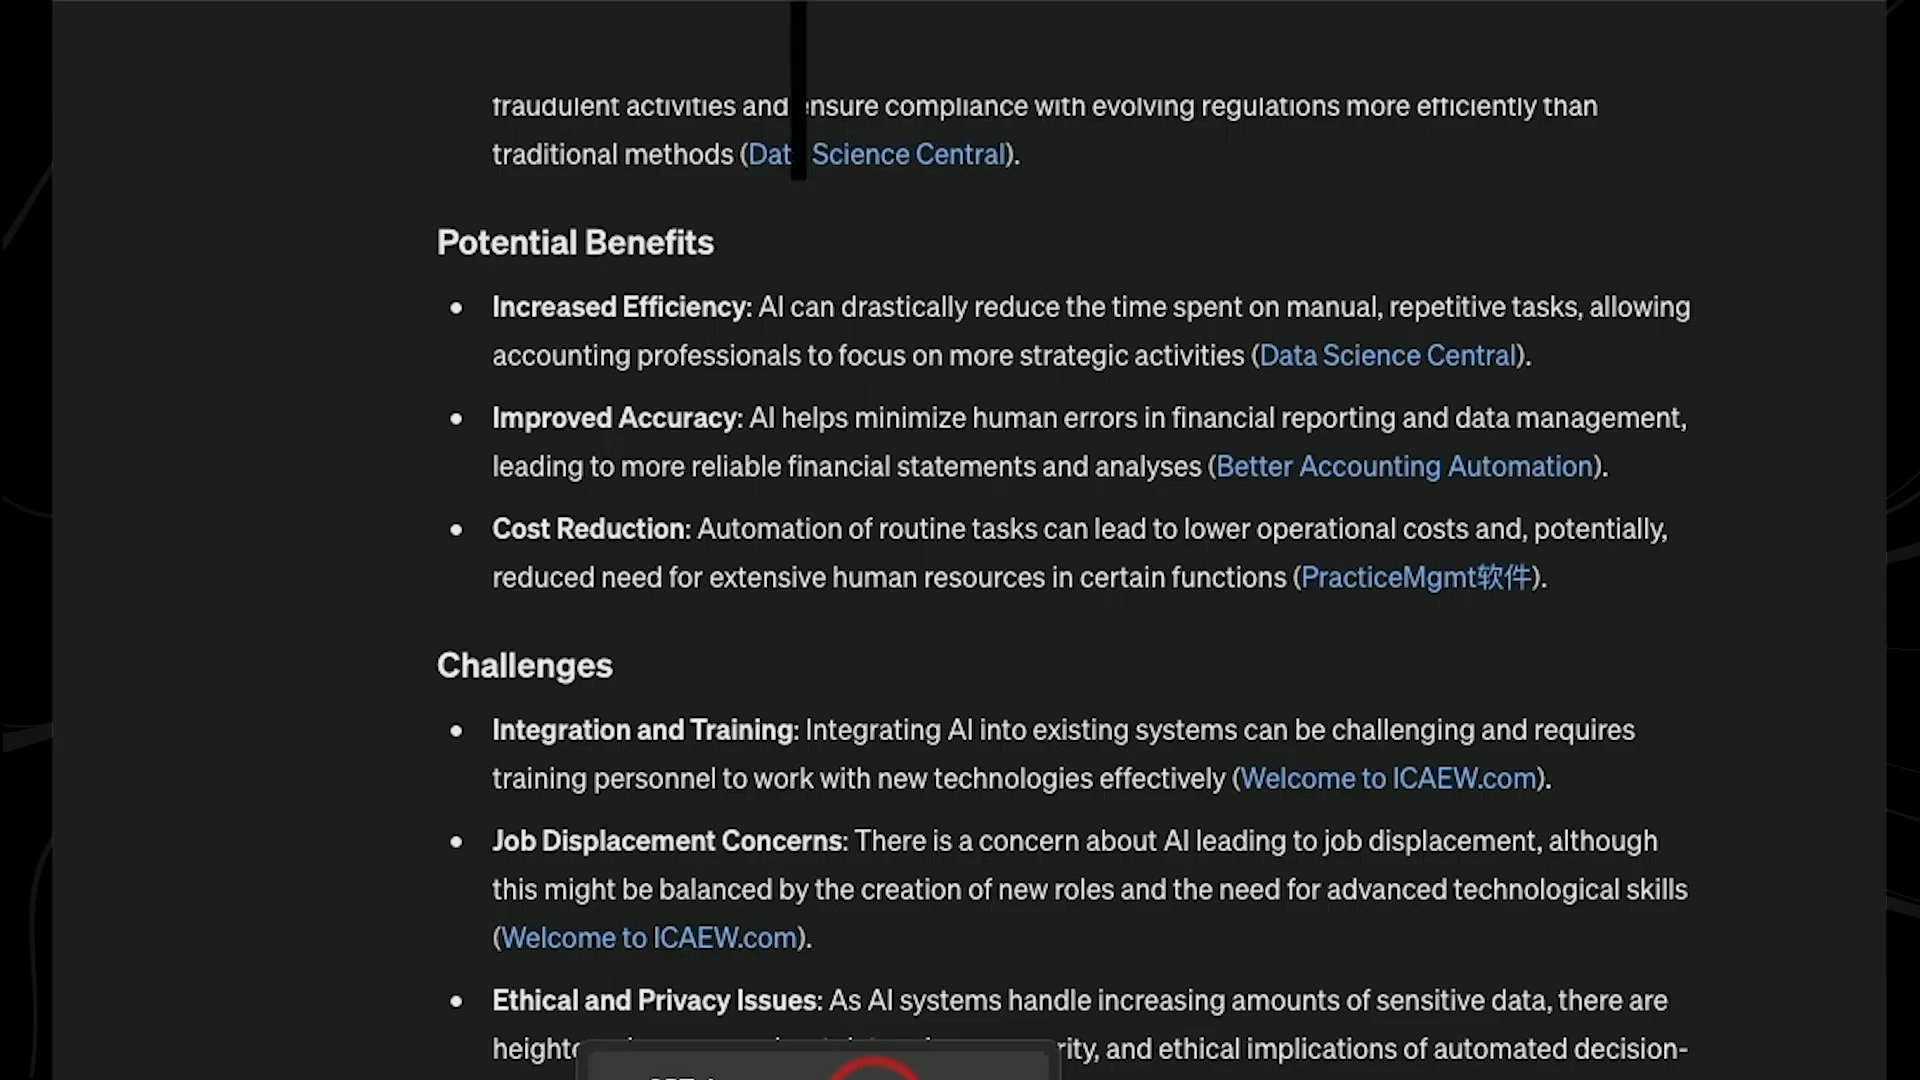 fraudulent activities and ensure compliance with evolving regulations more efficiently than
traditional methods (Data Science Central).
Potential Benefits
• Increased Efficiency: AI can drastically reduce the time spent on manual, repetitive tasks, allowing
accounting professionals to focus on more strategic activities (Data Science Central).
• Improved Accuracy: AI helps minimize human errors in financial reporting and data management,
leading to more reliable financial statements and analyses (Better Accounting Automation).
• Cost Reduction: Automation of routine tasks can lead to lower operational costs and, potentially,
reduced need for extensive human resources in certain functions (PracticeMgmt软件).
Challenges
• Integration and Training: Integrating AI into existing systems can be challenging and requires
training personnel to work with new technologies effectively (Welcome to ICAEW.com).
• Job Displacement Concerns: There is a concern about AI leading to job displacement, although
this might be balanced by the creation of new roles and the need for advanced technological skills
(Welcome to ICAEW.com).
• Ethical and Privacy Issues: As AI systems handle increasing amounts of sensitive data, there are
and ethical implications of automated decision-